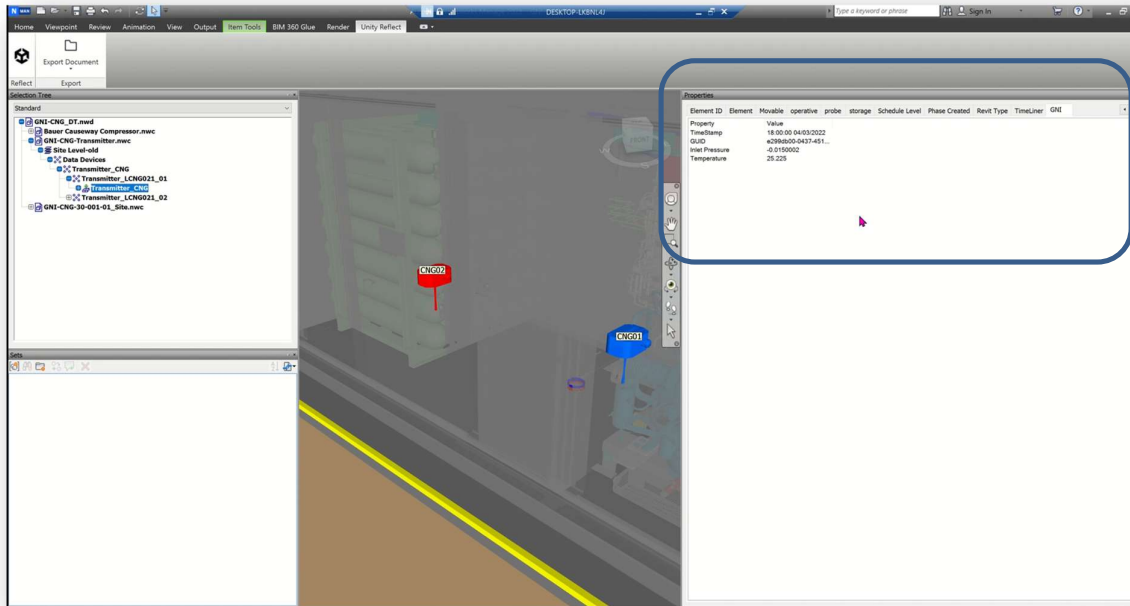 N MAN
DESKTOP-LKBNL4J
Type a keyword or phrase
Sign In
Home Viewpoint Review Animation View Output Item Tools BIM 360 Glue Render Unity Reflect
Export Document
Reflect Export
Selection Tree
Standard
GNI-CNG_DT.nwd
Bauer Causeway Compressor.nwc
GNI-CNG-Transmitter.nwc
Site Level-old
Data Devices
Transmitter_CNG
Transmitter_LCNG021_01
Transmitter_CNG
Transmitter_LCNG021_02
GNI-CNG-30-001-01_Site.nwc
Sets
FRONT
CNG02
CNG01
Properties
Element ID Element Movable operative probe storage Schedule Level Phase Created Revit Type TimeLiner GNI
Property Value
TimeStamp 18:00:00 04/03/2022
GUID e299db00-0437-451...
Inlet Pressure -0.0150002
Temperature 25.225